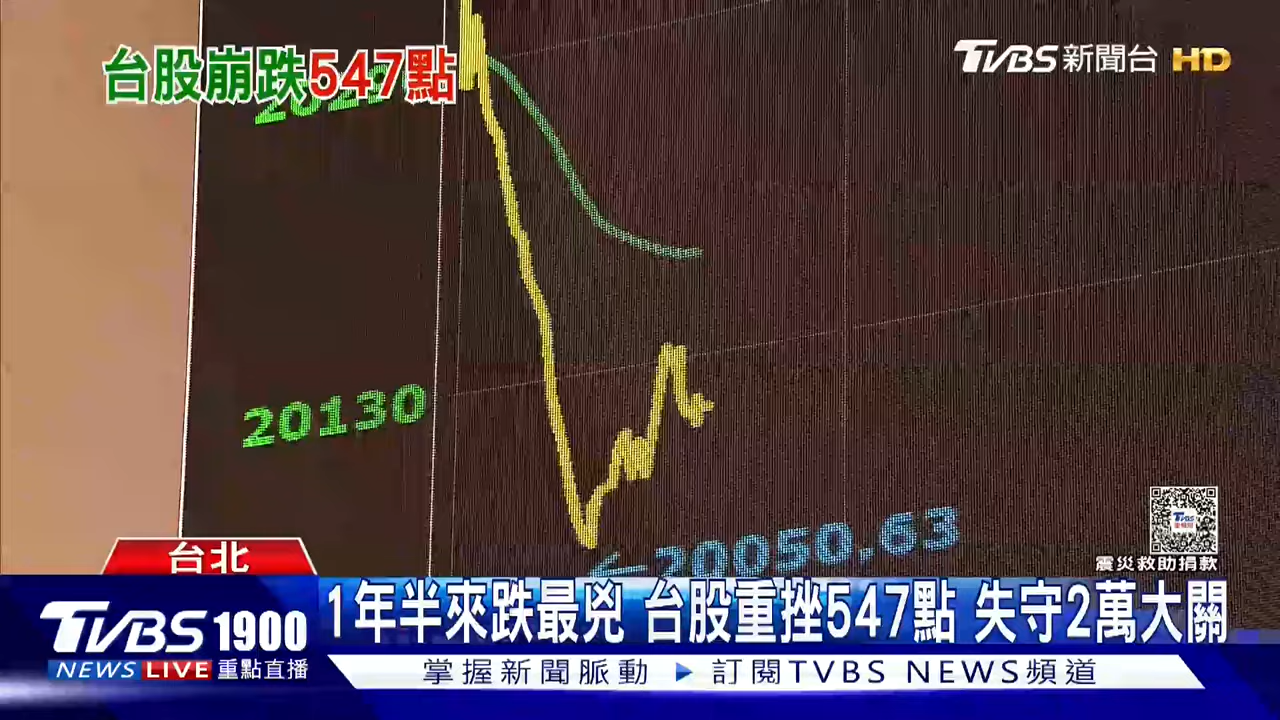 台股崩跌547點
TVBS新聞台 HD
20130
←20050.63
震災救助捐款
台北
1年半來跌最兇 台股重挫547點 失守2萬大關
TVBS 1900
NEWS LIVE 重點直播
掌握新聞脈動 ▶ 訂閱TVBS NEWS頻道